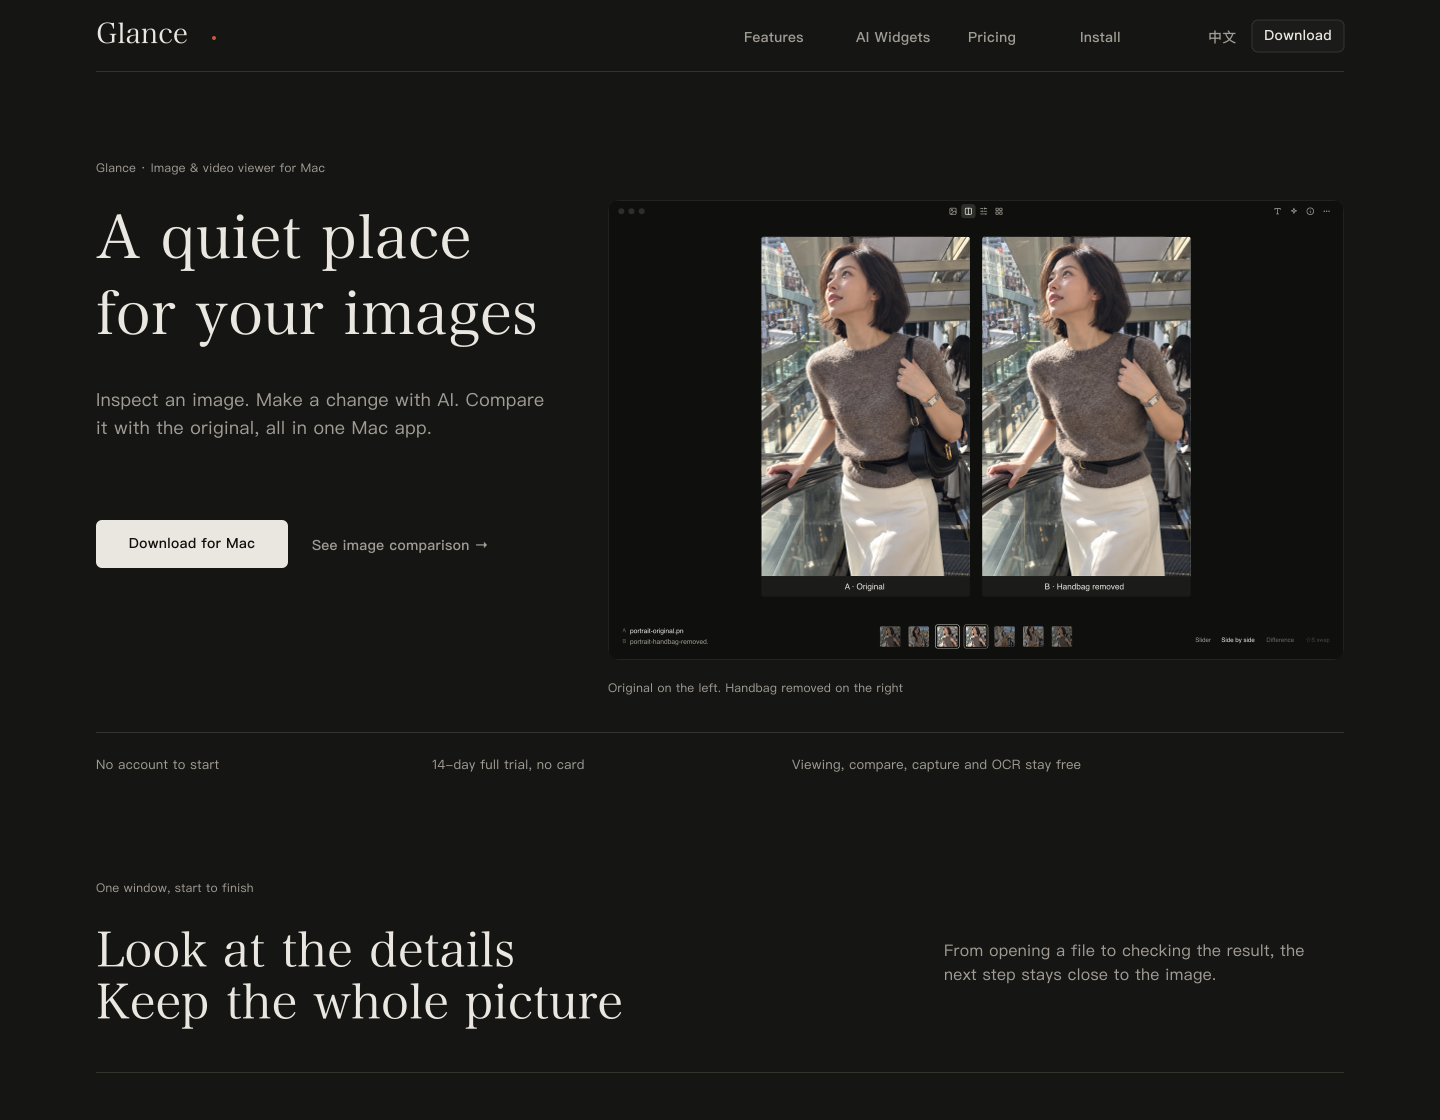 Glance
Features
AI Widgets
Pricing
Install
中文
Download
Glance · Image & video viewer for Mac
A quiet place
for your images
Inspect an image. Make a change with AI. Compare
it with the original, all in one Mac app.
Download for Mac
See image comparison →
A · Original
B · Handbag removed
A portrait-original.pn
B portrait-handbag-removed.
Slider
Side by side
Difference
Original on the left. Handbag removed on the right
No account to start
14-day full trial, no card
Viewing, compare, capture and OCR stay free
One window, start to finish
Look at the details
Keep the whole picture
From opening a file to checking the result, the
next step stays close to the image.